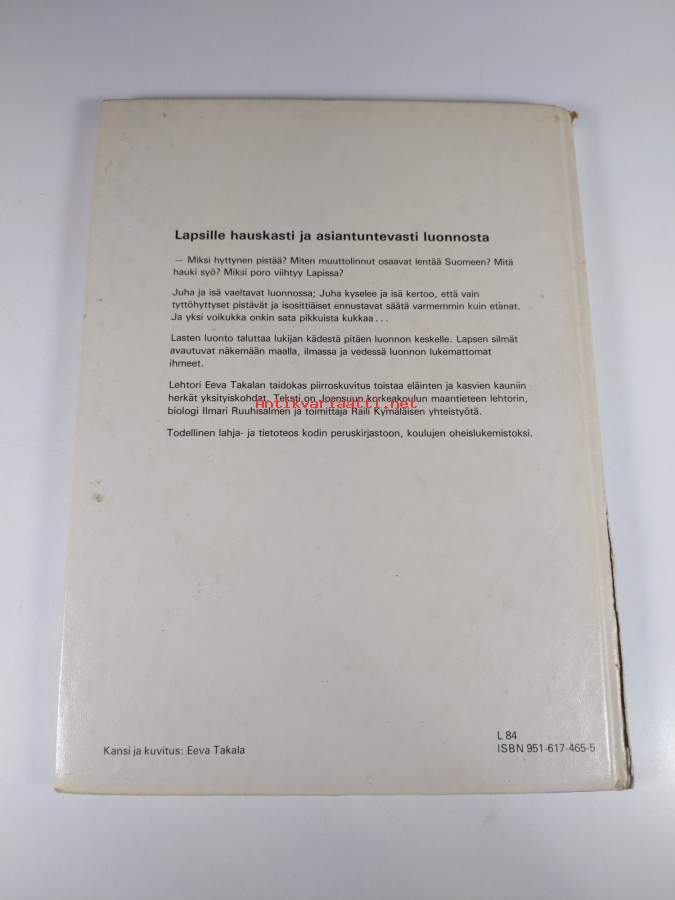 Lapsille hauskasti ja asiantuntevasti luonnosta
— Miksi hyttynen pistää? Miten muuttolinnut osaavat lentää Suomeen? Mitä
hauki syö? Miksi poro viihtyy Lapissa?
Juha ja isä vaeltavat luonnossa; Juha kyselee ja isä kertoo, että vain
tyttöhyttyset pistävät ja isosittiäiset ennustavat säätä varmemmin kuin etanat.
Ja yksi voikukka onkin sata pikkuista kukkaa...
Lasten luonto taluttaa lukijan kädestä pitäen luonnon keskelle. Lapsen silmät
avautuvat näkemään maalla, ilmassa ja vedessä luonnon lukemattomat
ihmeet.
Lehtori Eeva Takalan taidokas piirroskuvitus toistaa eläinten ja kasvien kauniin
herkät yksityiskohdat. Teksti on Joensuun korkeakoulun maantieteen lehtorin,
Antikvariaatti.net
biologi Ilmari Ruuhisalmen ja toimittaja Raili Kymäläisen yhteistyötä.
Todellinen lahja- ja tietoteos kodin peruskirjastoon, koulujen oheislukemistoksi.
L 84
Kansi ja kuvitus: Eeva Takala
ISBN 951-617-465-5